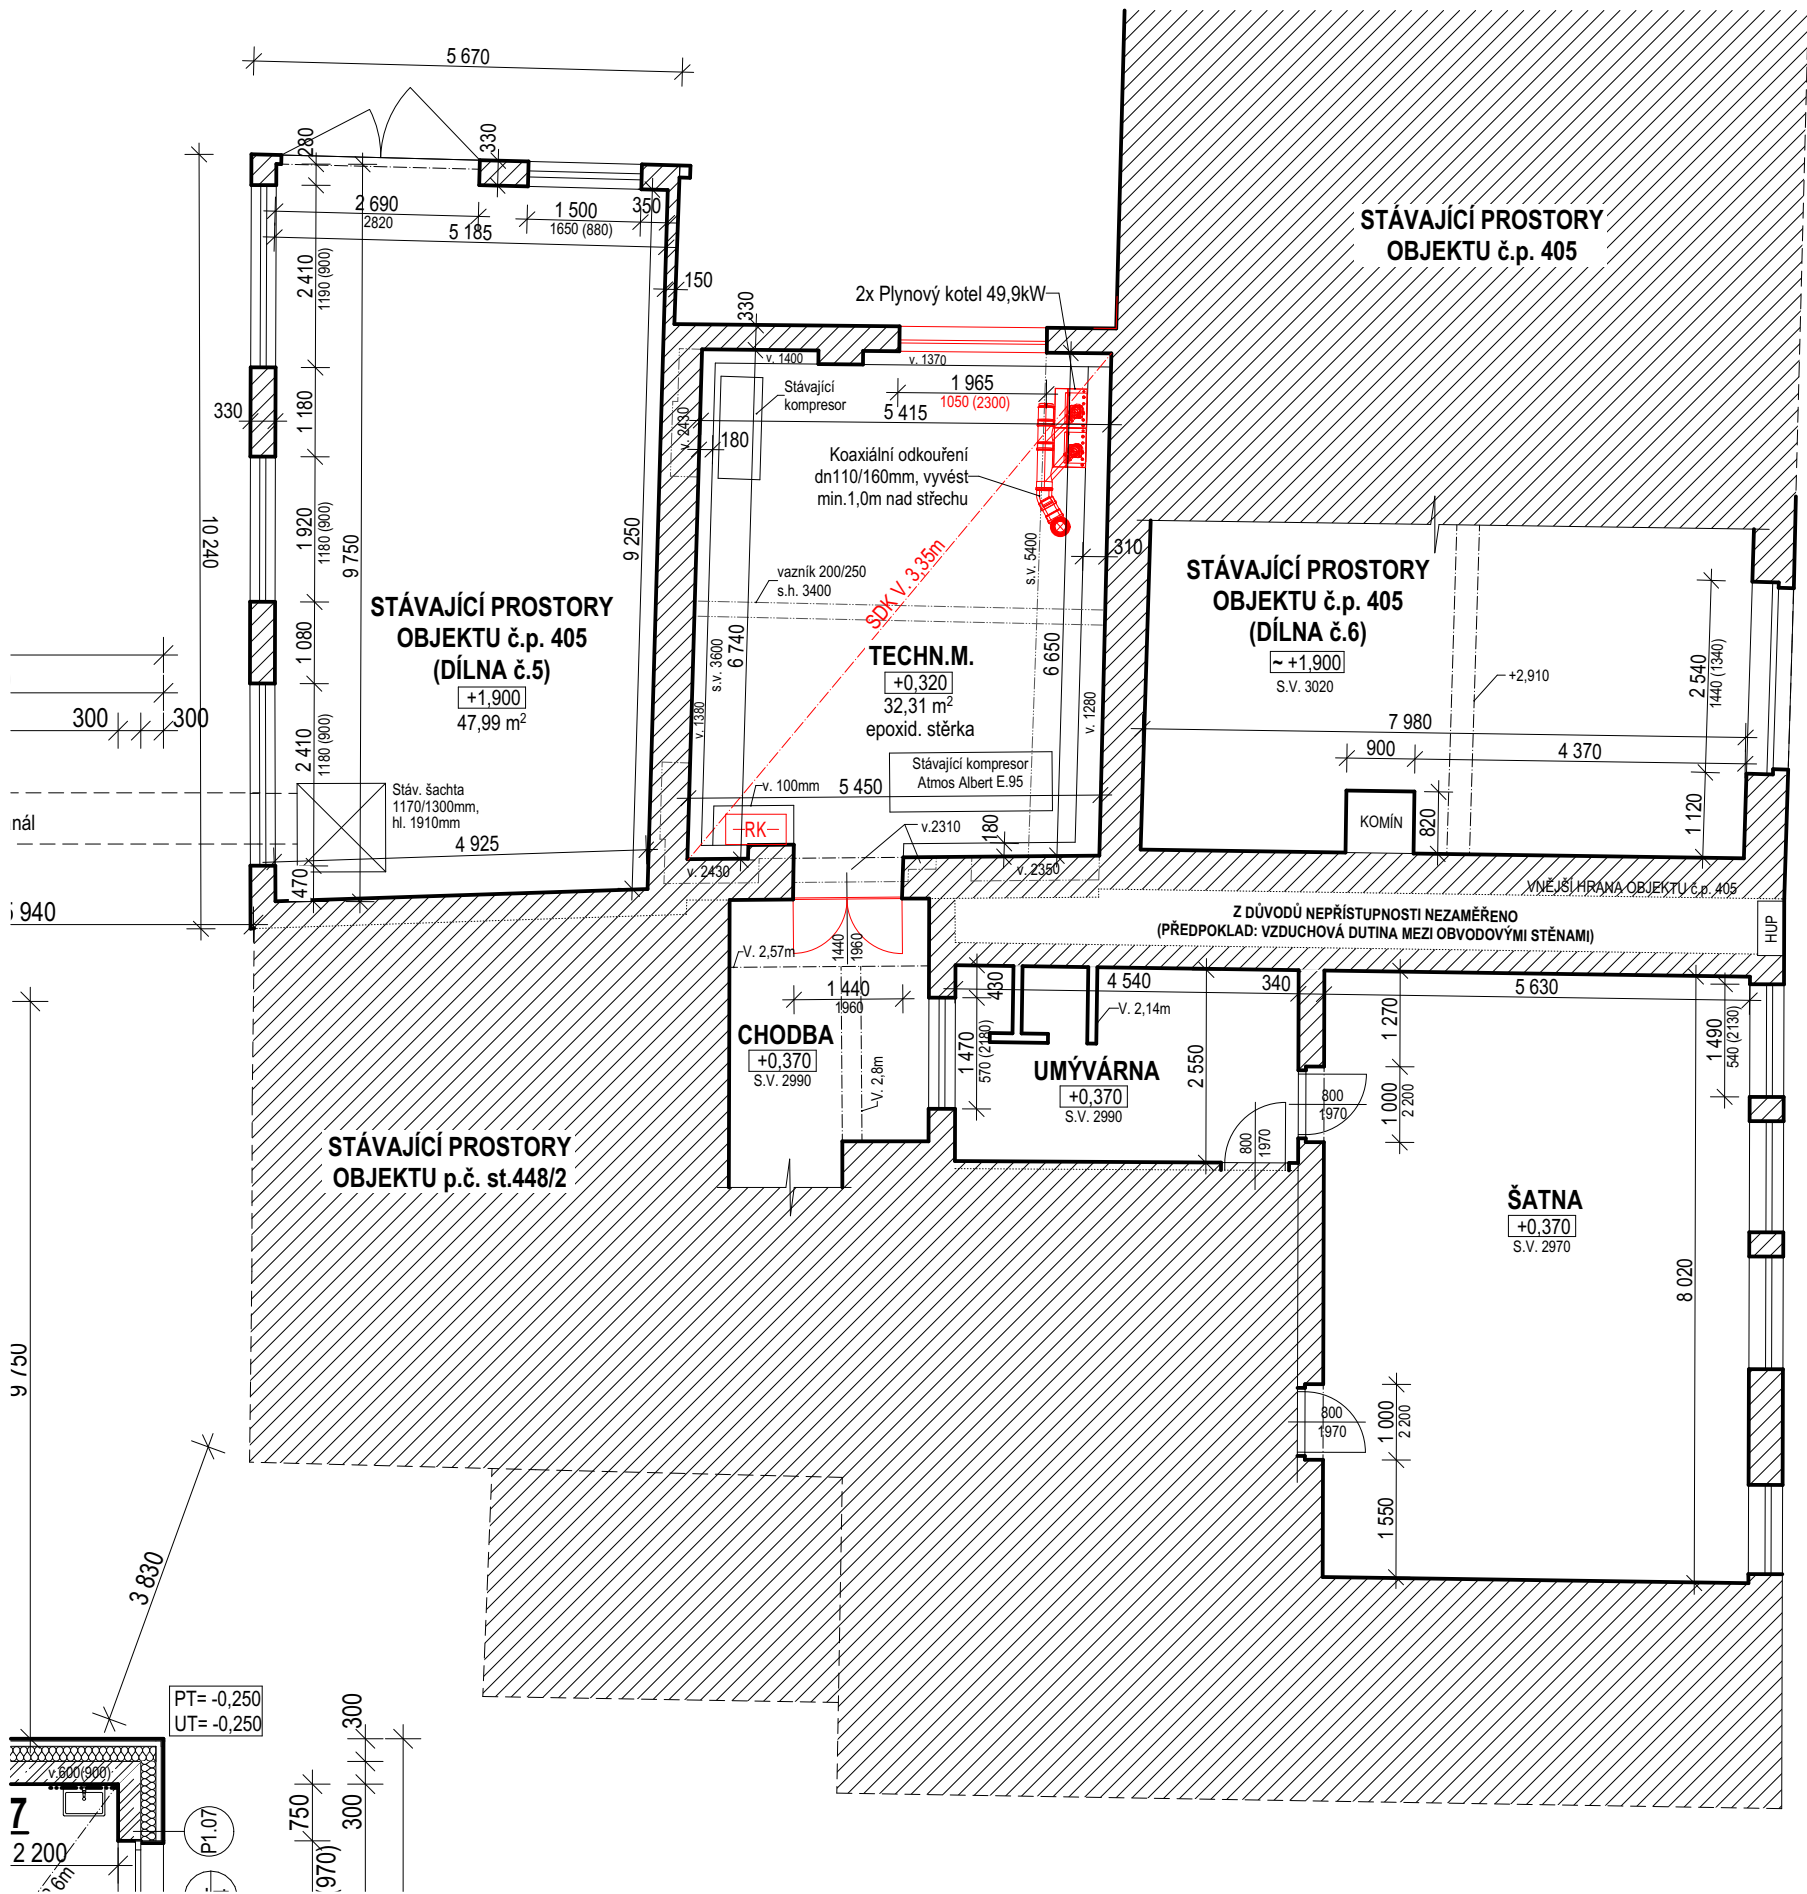 5 670
280
330
2 690
2820
1 500
1650 (880)
350
5 185
2 410
1190 (900)
150
330
1 180
10 240
1 920
1180 (900)
9 750
9 250
1 080
2 410
1180 (900)
STÁVAJÍCÍ PROSTORY
OBJEKTU č.p. 405
(DÍLNA č.5)
+1,900
47,99 m²
Stáv. šachta
1170/1300mm,
hl. 1910mm
4 925
470
300
300
nál
5 940
STÁVAJÍCÍ PROSTORY
OBJEKTU č.p. 405
2x Plynový kotel 49,9kW
330
v. 1400
v. 1370
Stávající
kompresor
1 965
1050 (2300)
5 415
v. 2430
180
Koaxiální odkouření
dn110/160mm, vyvést
min.1,0m nad střechu
310
s.v. 5400
vazník 200/250
s.h. 3400
SDK V. 3,35m
s.v. 3600
6 740
TECHN.M.
+0,320
32,31 m²
epoxid. stěrka
6 650
v. 1380
v. 1280
Stávající kompresor
Atmos Albert E.95
v. 100mm
5 450
RK
v.2310
180
v. 2430
v. 2350
STÁVAJÍCÍ PROSTORY
OBJEKTU č.p. 405
(DÍLNA č.6)
~ +1,900
S.V. 3020
+2,910
2 540
1440 (1340)
7 980
900
4 370
KOMÍN
820
1 120
VNĚJŠÍ HRANA OBJEKTU č.p. 405
Z DŮVODŮ NEPŘÍSTUPNOSTI NEZAMĚŘENO
(PŘEDPOKLAD: VZDUCHOVÁ DUTINA MEZI OBVODOVÝMI STĚNAMI)
HUP
V. 2,57m
1440
1960
1 440
1960
CHODBA
+0,370
S.V. 2990
V. 2,8m
430
1 470
570 (2180)
4 540
340
V. 2,14m
UMÝVÁRNA
+0,370
S.V. 2990
2 550
800
1970
800
1970
5 630
1 270
1 000
2 200
1 490
540 (2130)
ŠATNA
+0,370
S.V. 2970
8 020
800
1970
1 000
2 200
1 550
STÁVAJÍCÍ PROSTORY
OBJEKTU p.č. st.448/2
9 750
3 830
PT= -0,250
UT= -0,250
v.600(900)
7
2 200
6m
P1.07
300
750
300
970)